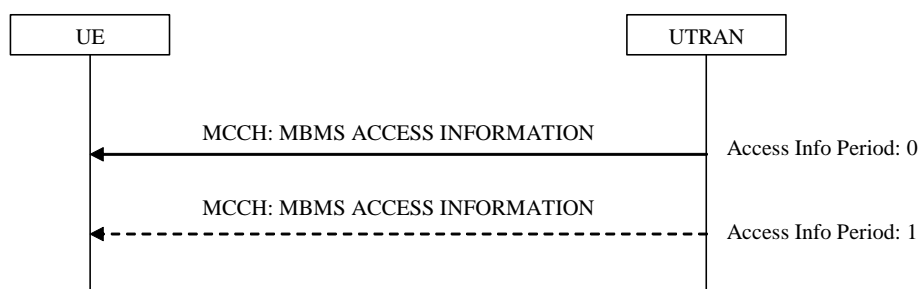 UE
UTRAN
MCCH: MBMS ACCESS INFORMATION
Access Info Period: 0
MCCH: MBMS ACCESS INFORMATION
Access Info Period: 1